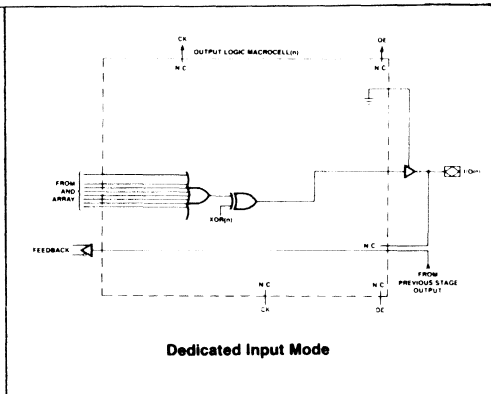 CK
OE
OUTPUT LOGIC MACROCELL(n)
N C
N C
FROM
AND
ARRAY
I/O(n)
XOR(n)
FEEDBACK
N C
FROM
PREVIOUS STAGE
OUTPUT
N C
N C
CK
OE
Dedicated Input Mode